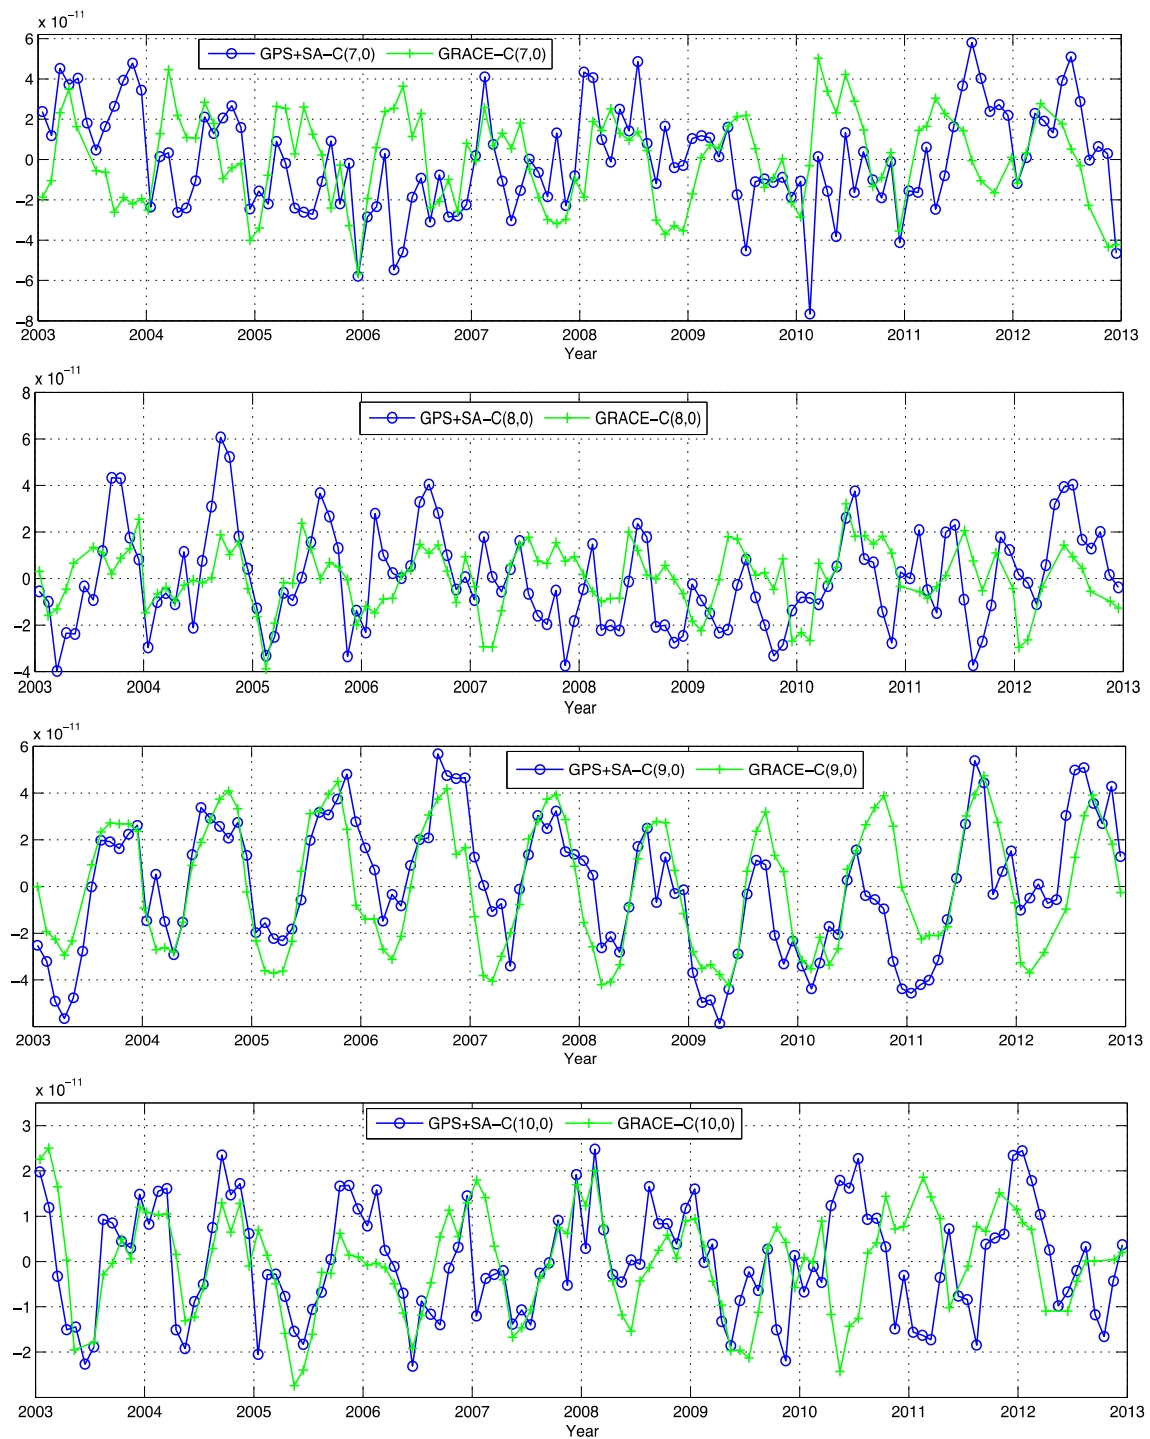 x 10−11
GPS+SA−C(7,0) GRACE−C(7,0)
6
4
2
0
−2
−4
−6
−8
2003 2004 2005 2006 2007 2008 2009 2010 2011 2012 2013
Year
x 10−11
8
GPS+SA−C(8,0) GRACE−C(8,0)
6
4
2
0
−2
−4
2003 2004 2005 2006 2007 2008 2009 2010 2011 2012 2013
Year
x 10−11
6
GPS+SA−C(9,0) GRACE−C(9,0)
4
2
0
−2
−4
2003 2004 2005 2006 2007 2008 2009 2010 2011 2012 2013
Year
x 10−11
GPS+SA−C(10,0) GRACE−C(10,0)
3
2
1
0
−1
−2
2003 2004 2005 2006 2007 2008 2009 2010 2011 2012 2013
Year